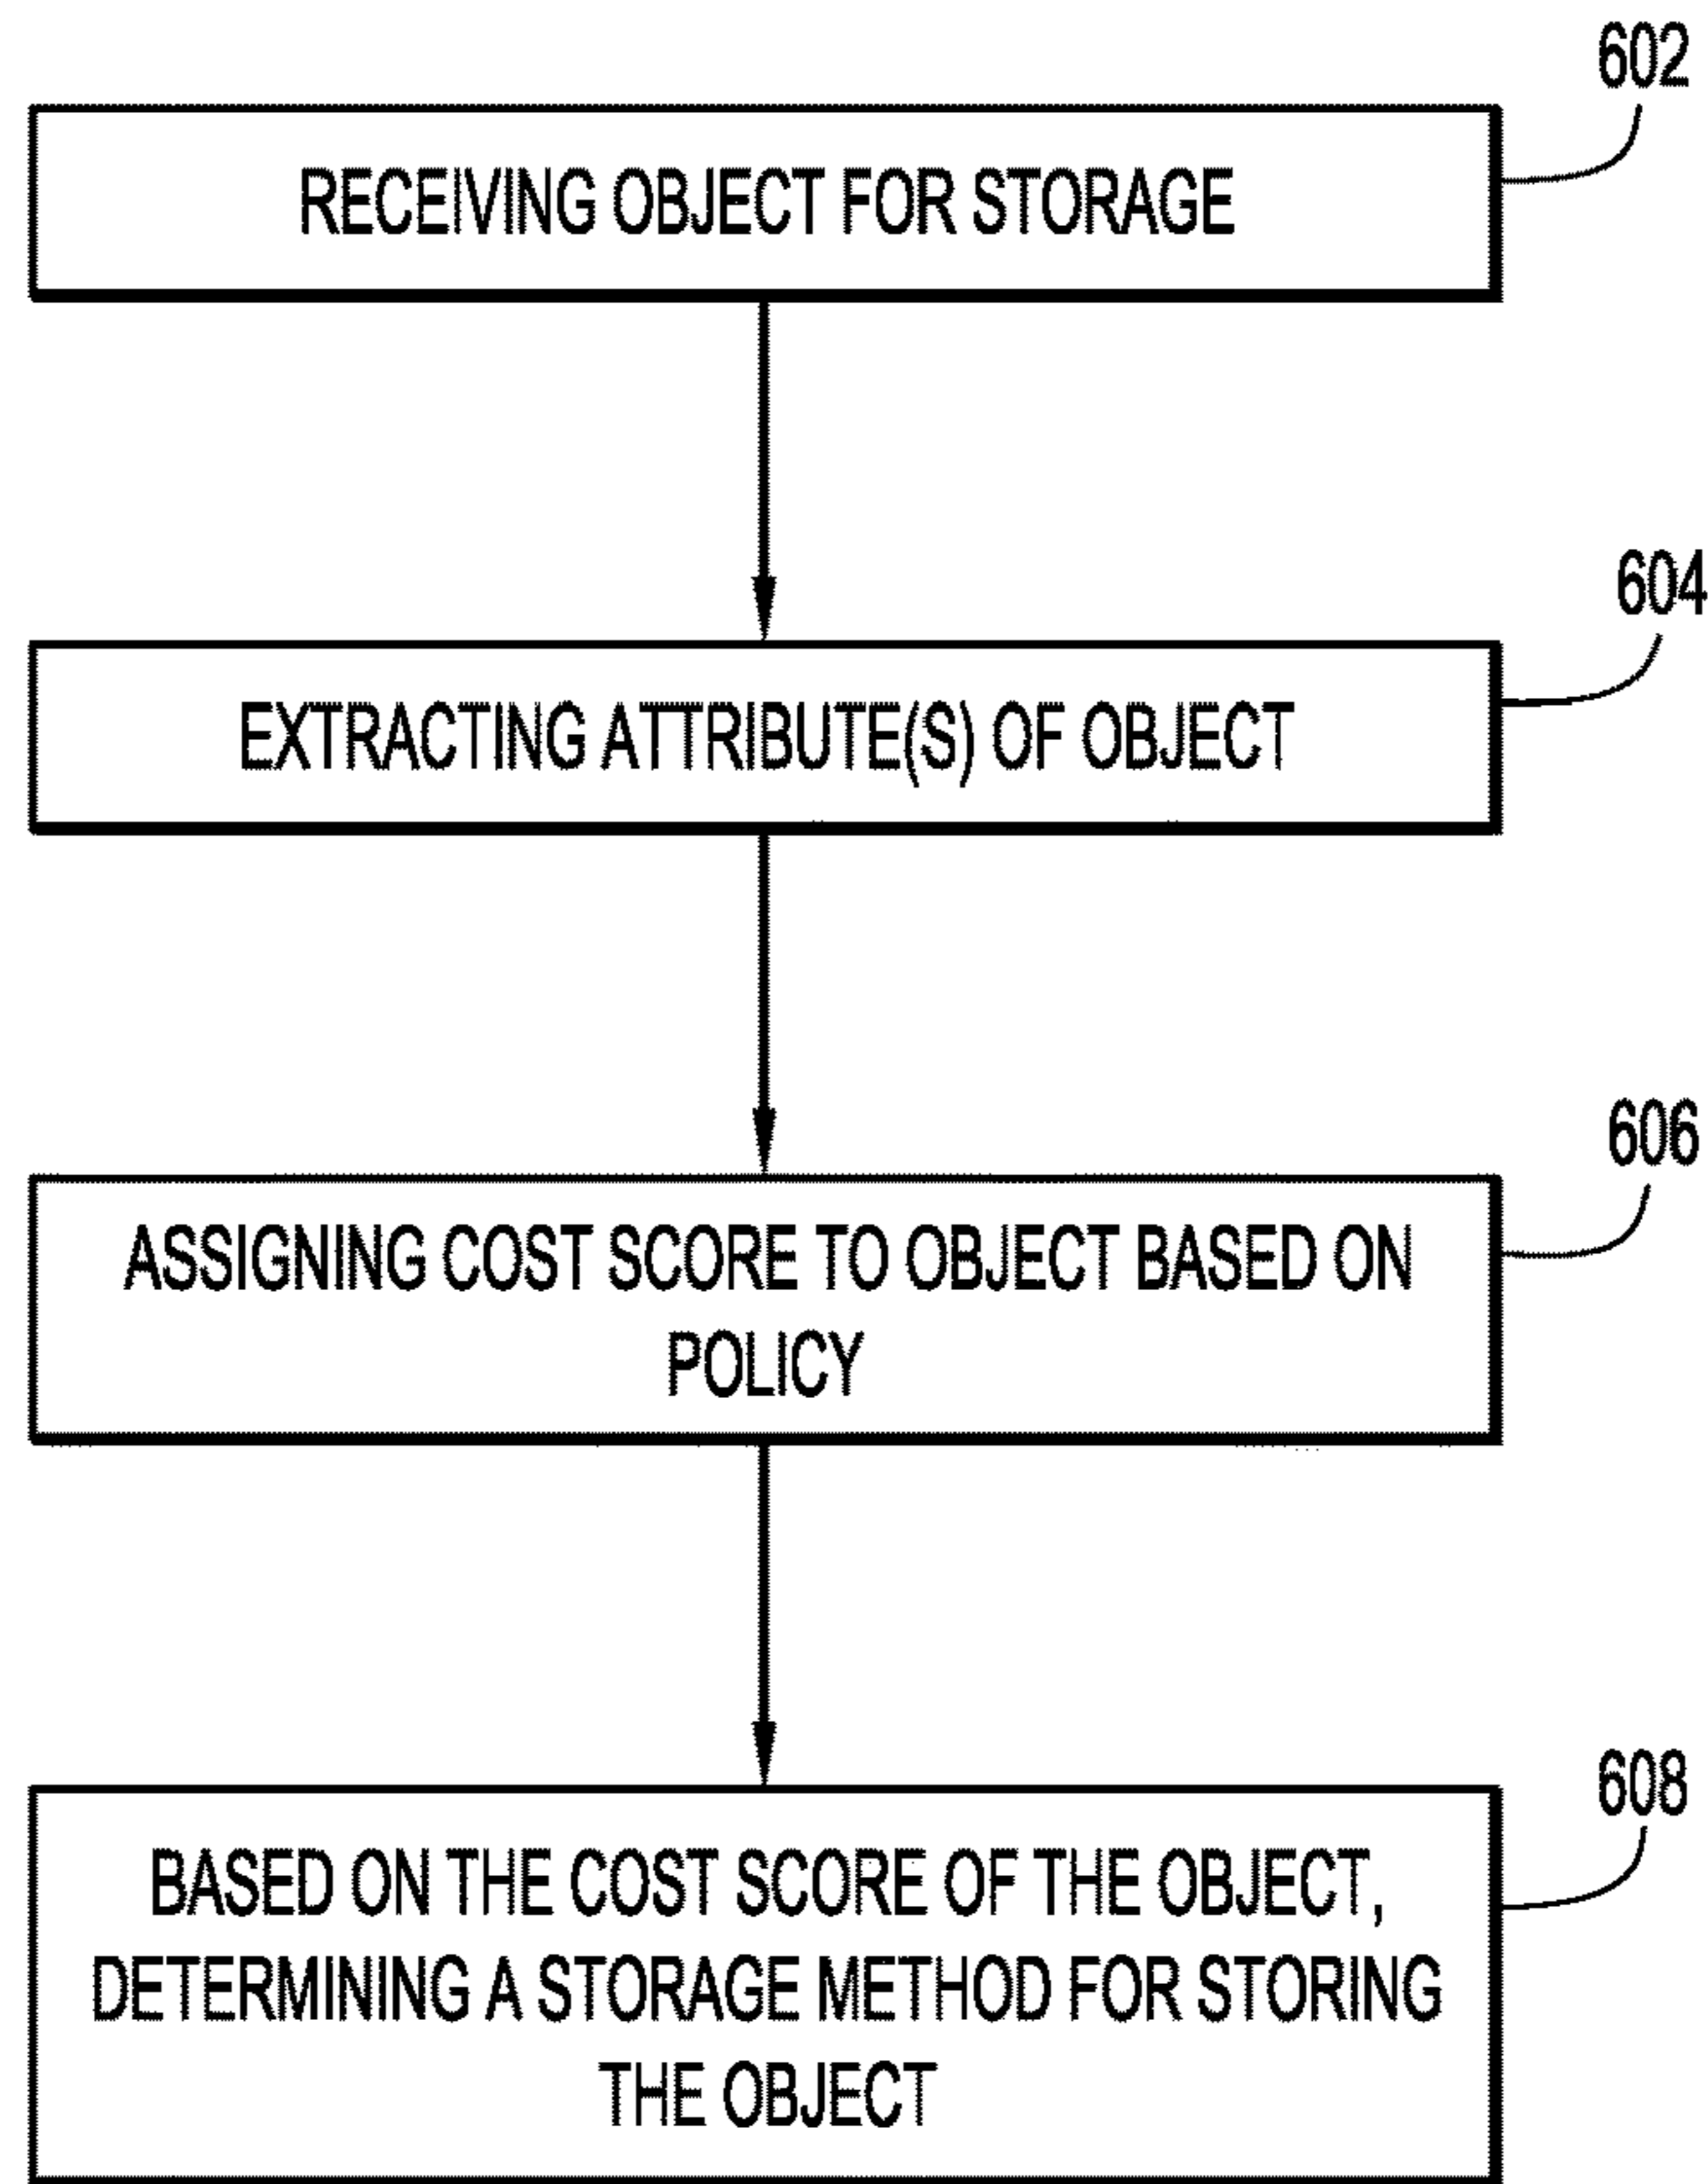 602
RECEIVING OBJECT FOR STORAGE
604
EXTRACTING ATTRIBUTE(S) OF OBJECT
606
ASSIGNING COST SCORE TO OBJECT BASED ON
POLICY
608
BASED ON THE COST SCORE OF THE OBJECT,
DETERMINING A STORAGE METHOD FOR STORING
THE OBJECT